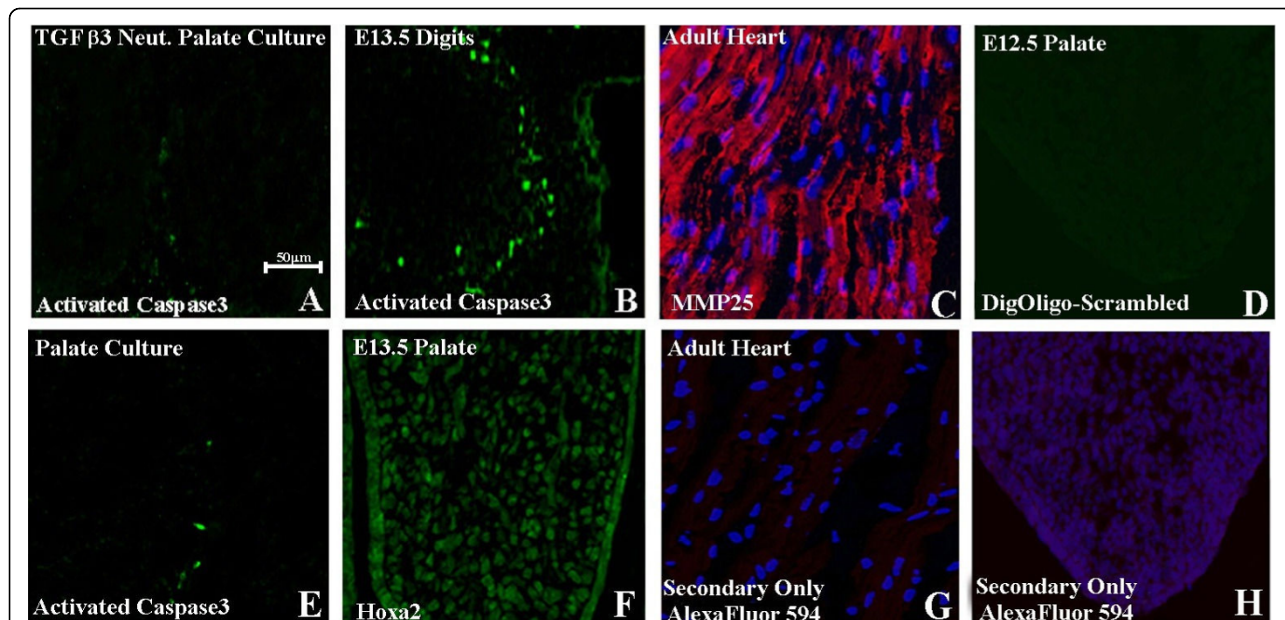 TGF β3 Neut. Palate Culture
50µm
Activated Caspase3
A
E13.5 Digits
Activated Caspase3
B
Adult Heart
MMP25
C
E12.5 Palate
DigOligo-Scrambled
D
Palate Culture
Activated Caspase3
E
E13.5 Palate
Hoxa2
F
Adult Heart
Secondary Only
AlexaFluor 594
G
Secondary Only
AlexaFluor 594
H